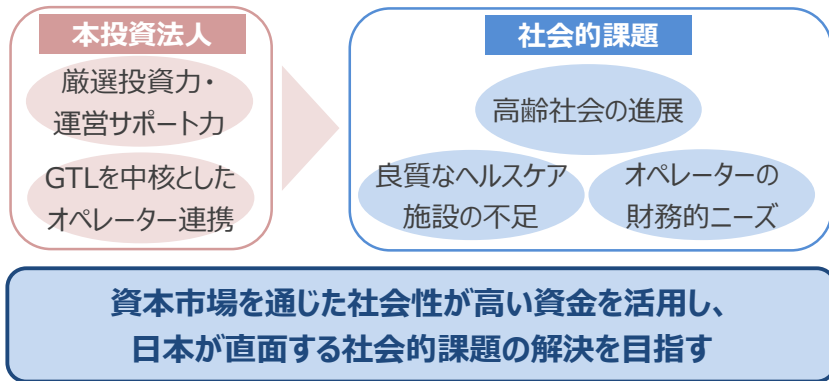 本投資法人
厳選投資力・
運営サポート力
GTLを中核とした
オペレーター連携
社会的課題
高齢社会の進展
良質なヘルスケア
施設の不足
オペレーターの
財務的ニーズ
資本市場を通じた社会性が高い資金を活用し、
日本が直面する社会的課題の解決を目指す